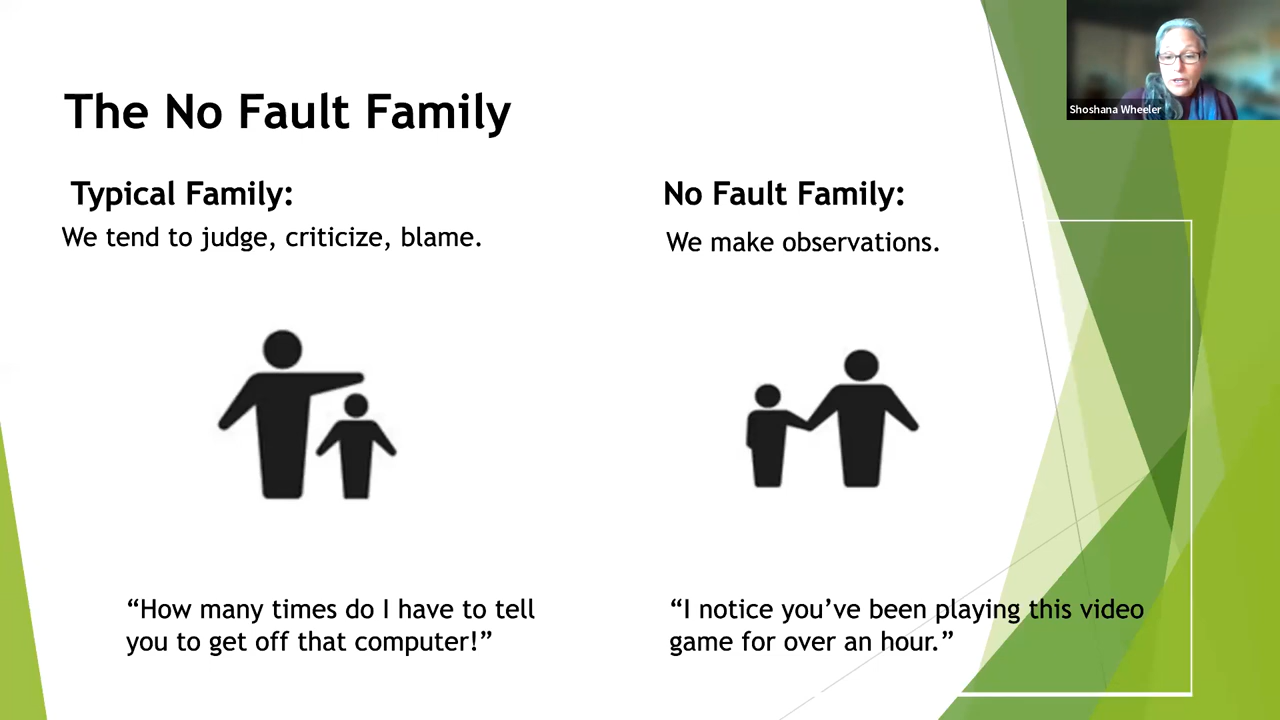 Shoshana Wheeler
The No Fault Family
Typical Family:
We tend to judge, criticize, blame.
“How many times do I have to tell
you to get off that computer!”
No Fault Family:
We make observations.
“I notice you’ve been playing this video
game for over an hour.”